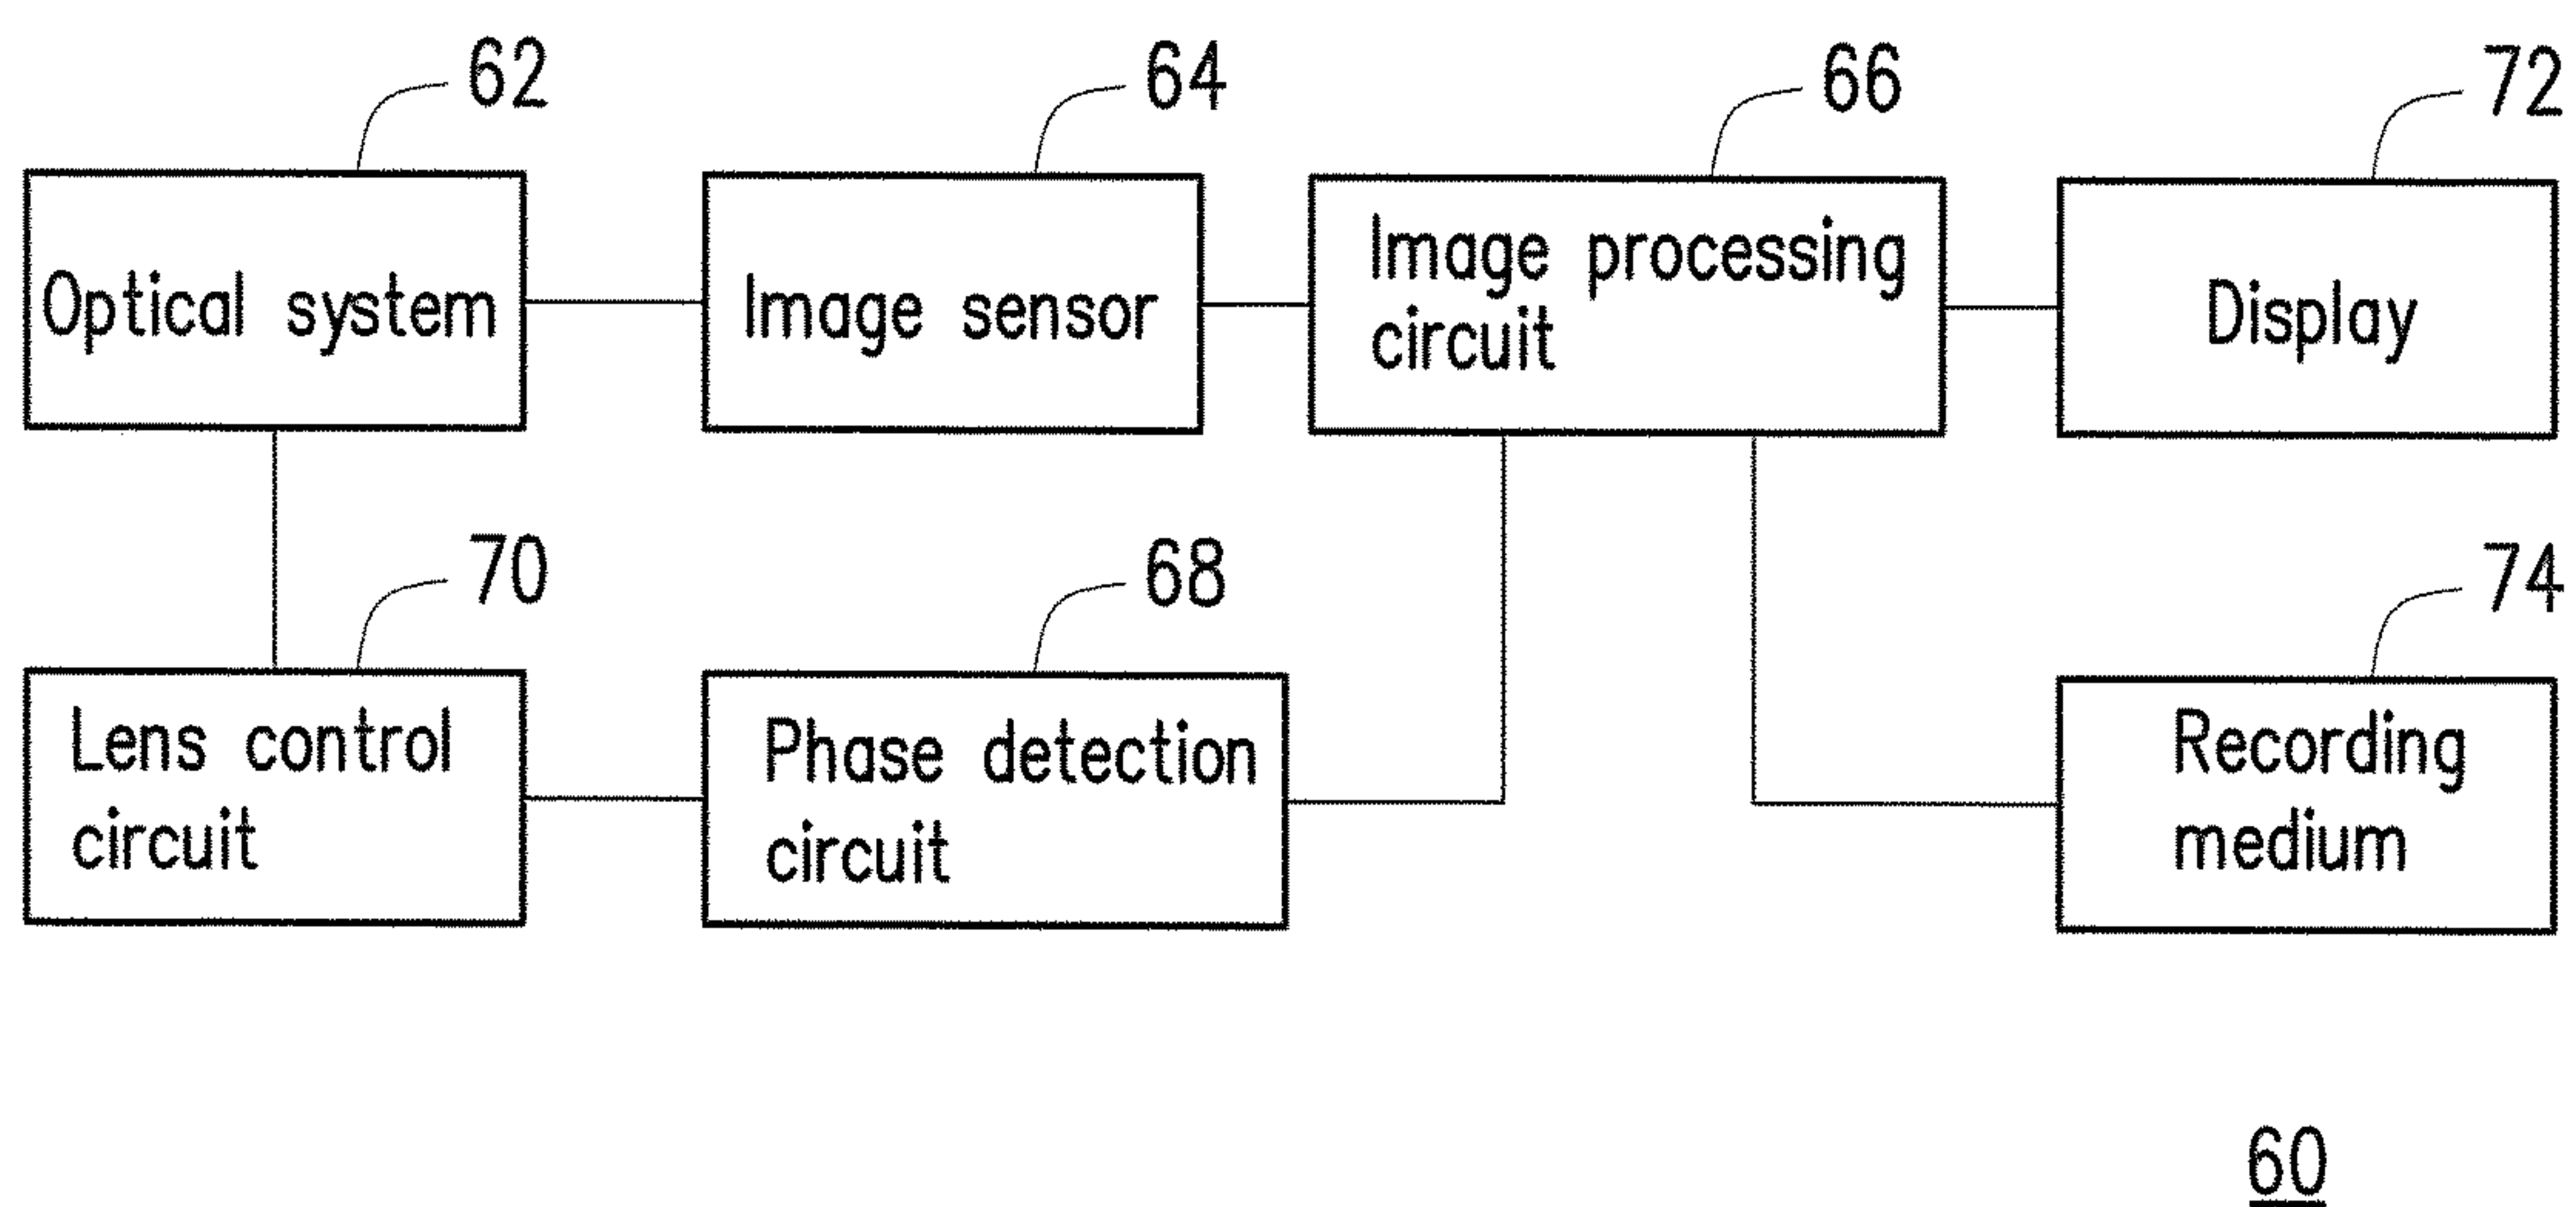 62
64
66
72
Optical system
Image sensor
Image processing
circuit
Display
70
68
74
Lens control
circuit
Phase detection
circuit
Recording
medium
60